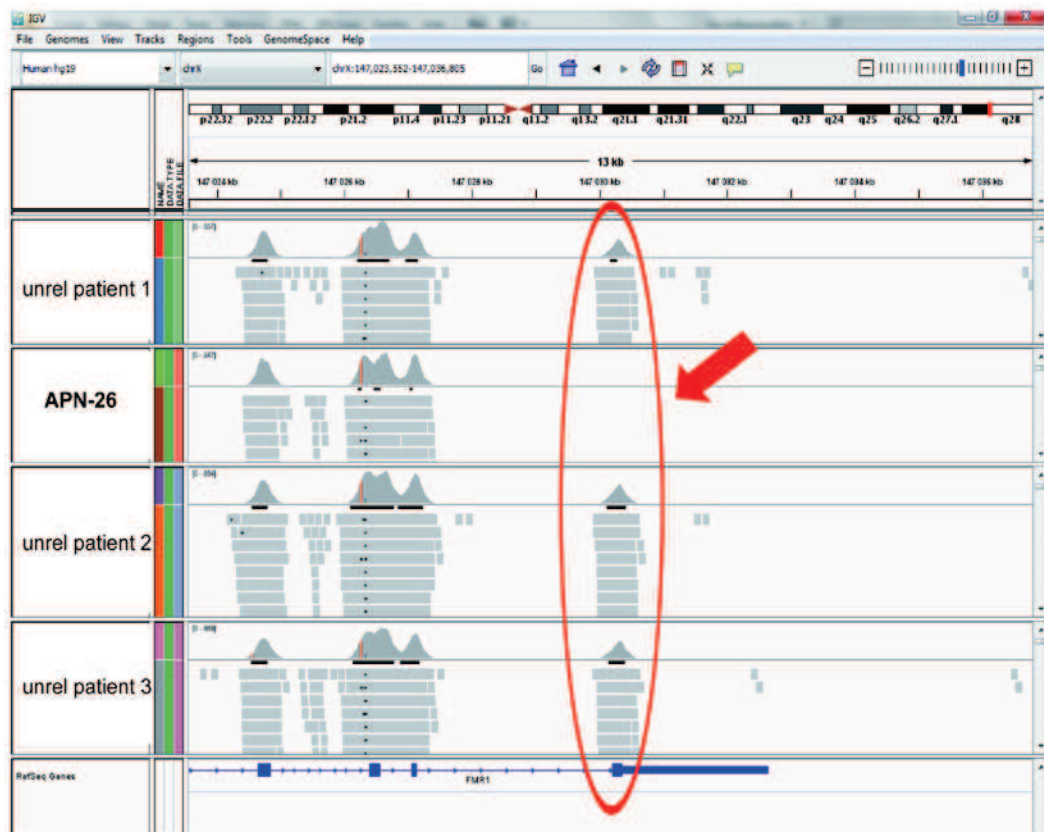 IGV
File Genomes View Tracks Regions Tools GenomeSpace Help
Human hg19 chrX chrX:147,023,552-147,036,805 Go
p22.32 p22.2 p22.12 p21.2 p11.4 p11.23 p11.21 q11.2 q13.2 q21.1 q21.31 q22.1 q23 q24 q25 q26.2 q27.1 q28
13 kb
147 024 kb 147 026 kb 147 028 kb 147 030 kb 147 032 kb 147 034 kb 147 036 kb
NAME
DATA TYPE
DATA FILE
unrel patient 1
APN-26
unrel patient 2
unrel patient 3
RefSeq Genes
FMR1